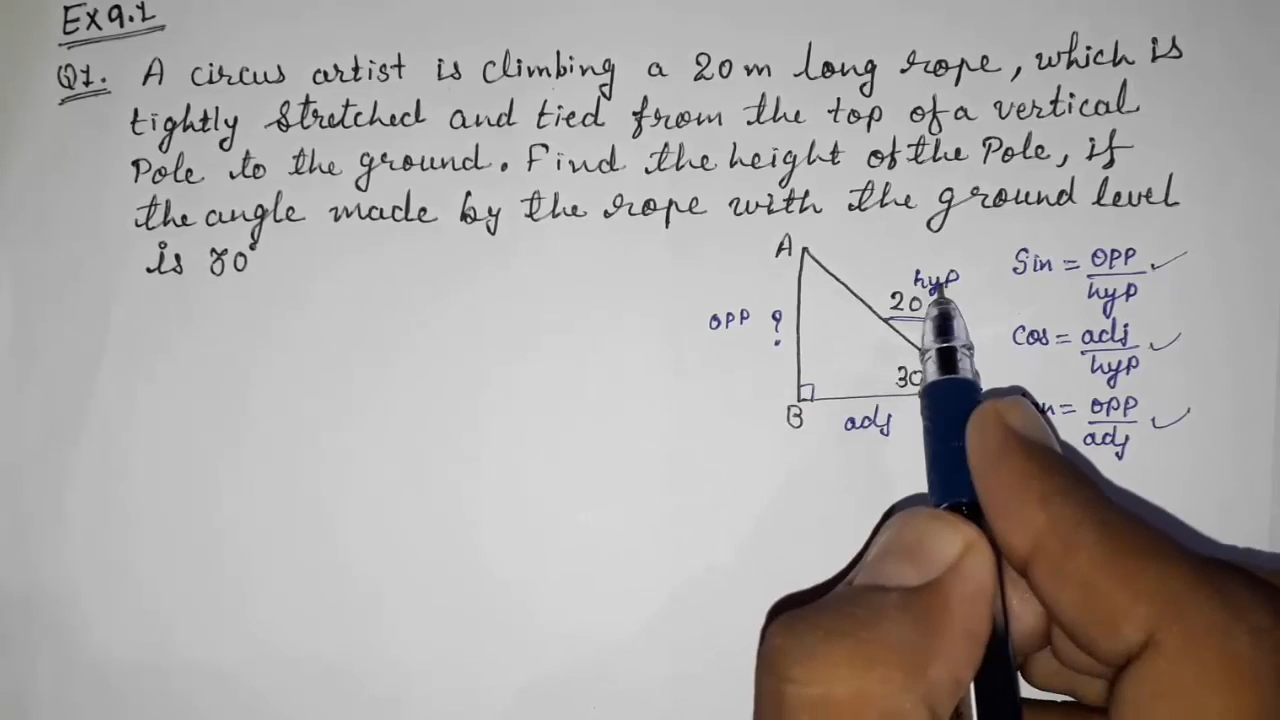 Ex 9.1
Q1. A circus artist is climbing a 20m long rope, which is
tightly stretched and tied from the top of a vertical
Pole to the ground. Find the height of the Pole, if
the angle made by the rope with the ground level
is 30°
A
hyp
20
OPP ?
30
B
adj
Sin = OPP/hyp
Cos = adj/hyp
= OPP/adj